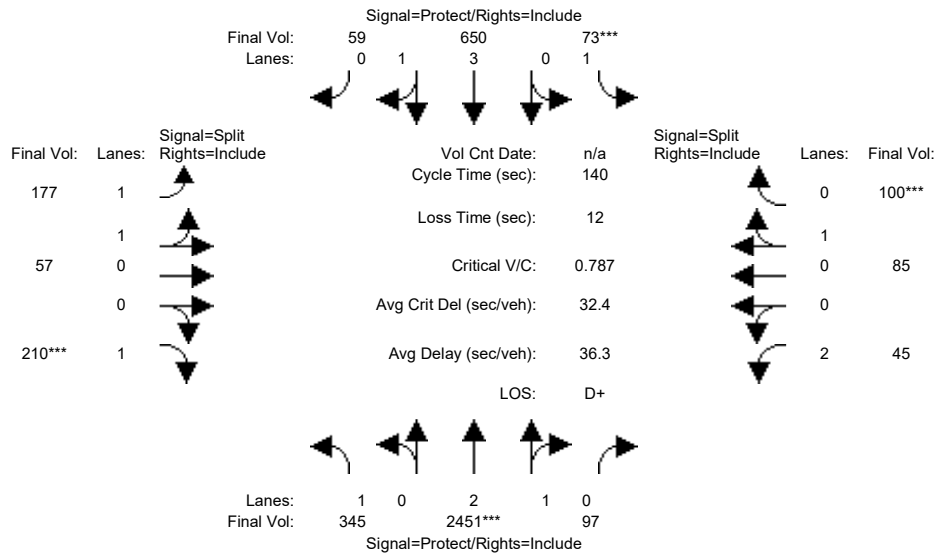 Signal=Protect/Rights=Include
Final Vol: 59 650 73***
Lanes: 0 1 3 0 1
Signal=Split
Final Vol: Lanes: Rights=Include
Vol Cnt Date: n/a
Signal=Split
Rights=Include Lanes: Final Vol:
Cycle Time (sec): 140
177 1
0 100***
Loss Time (sec): 12
1
1
57 0
Critical V/C: 0.787
0 85
0
Avg Crit Del (sec/veh): 32.4
0
210*** 1
Avg Delay (sec/veh): 36.3
2 45
LOS: D+
Lanes: 1 0 2 1 0
Final Vol: 345 2451*** 97
Signal=Protect/Rights=Include